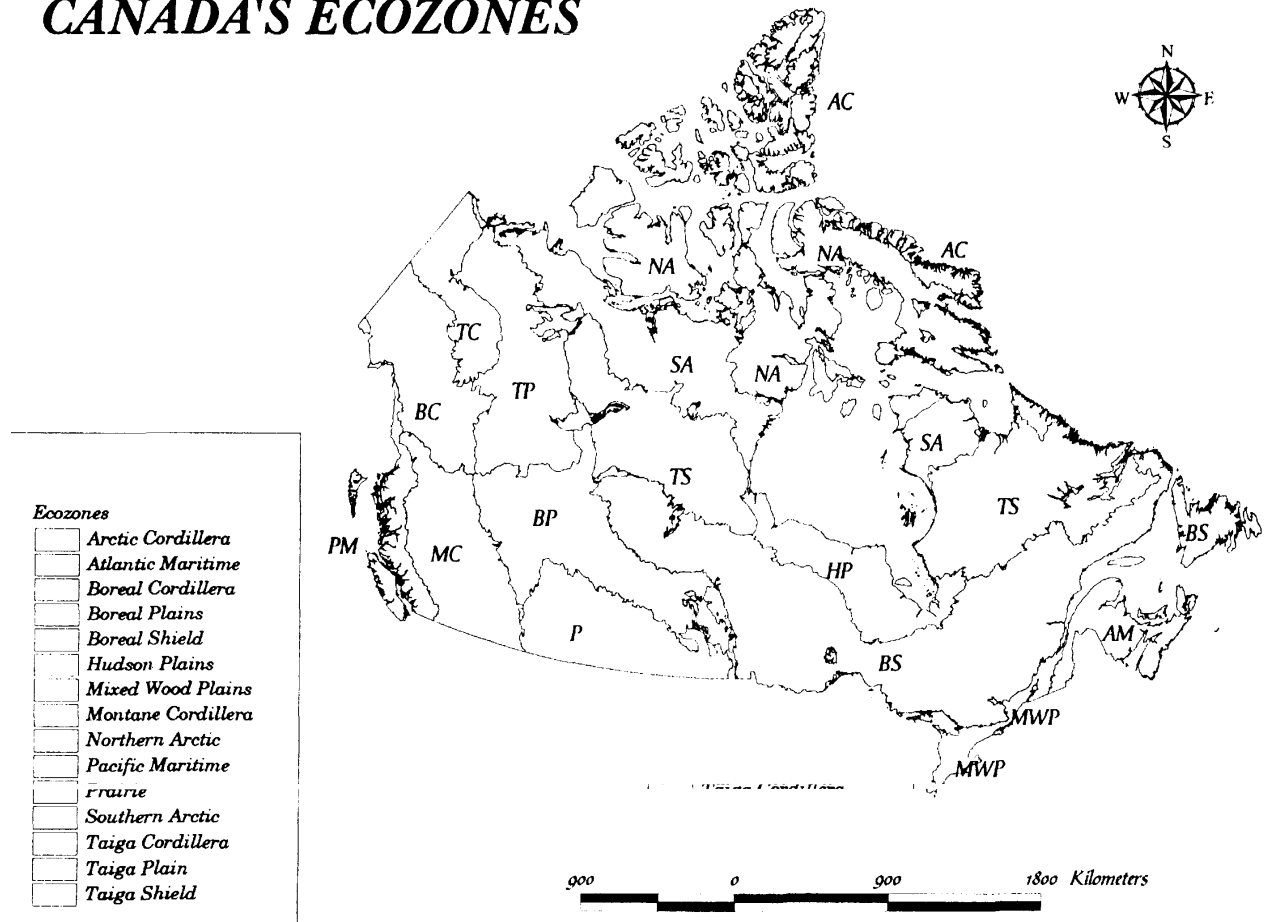 CANADA'S ECOZONES
N
W E
S
AC
AC
NA
NA
TC
SA
NA
TP
BC
SA
TS
TS
BP
BS
PM
MC
HP
P
AM
BS
MWP
MWP
Ecozones
Arctic Cordillera
Atlantic Maritime
Boreal Cordillera
Boreal Plains
Boreal Shield
Hudson Plains
Mixed Wood Plains
Montane Cordillera
Northern Arctic
Pacific Maritime
Prairie
Southern Arctic
Taiga Cordillera
Taiga Plain
Taiga Shield
Taiga Cordillera
900 0 900 1800 Kilometers